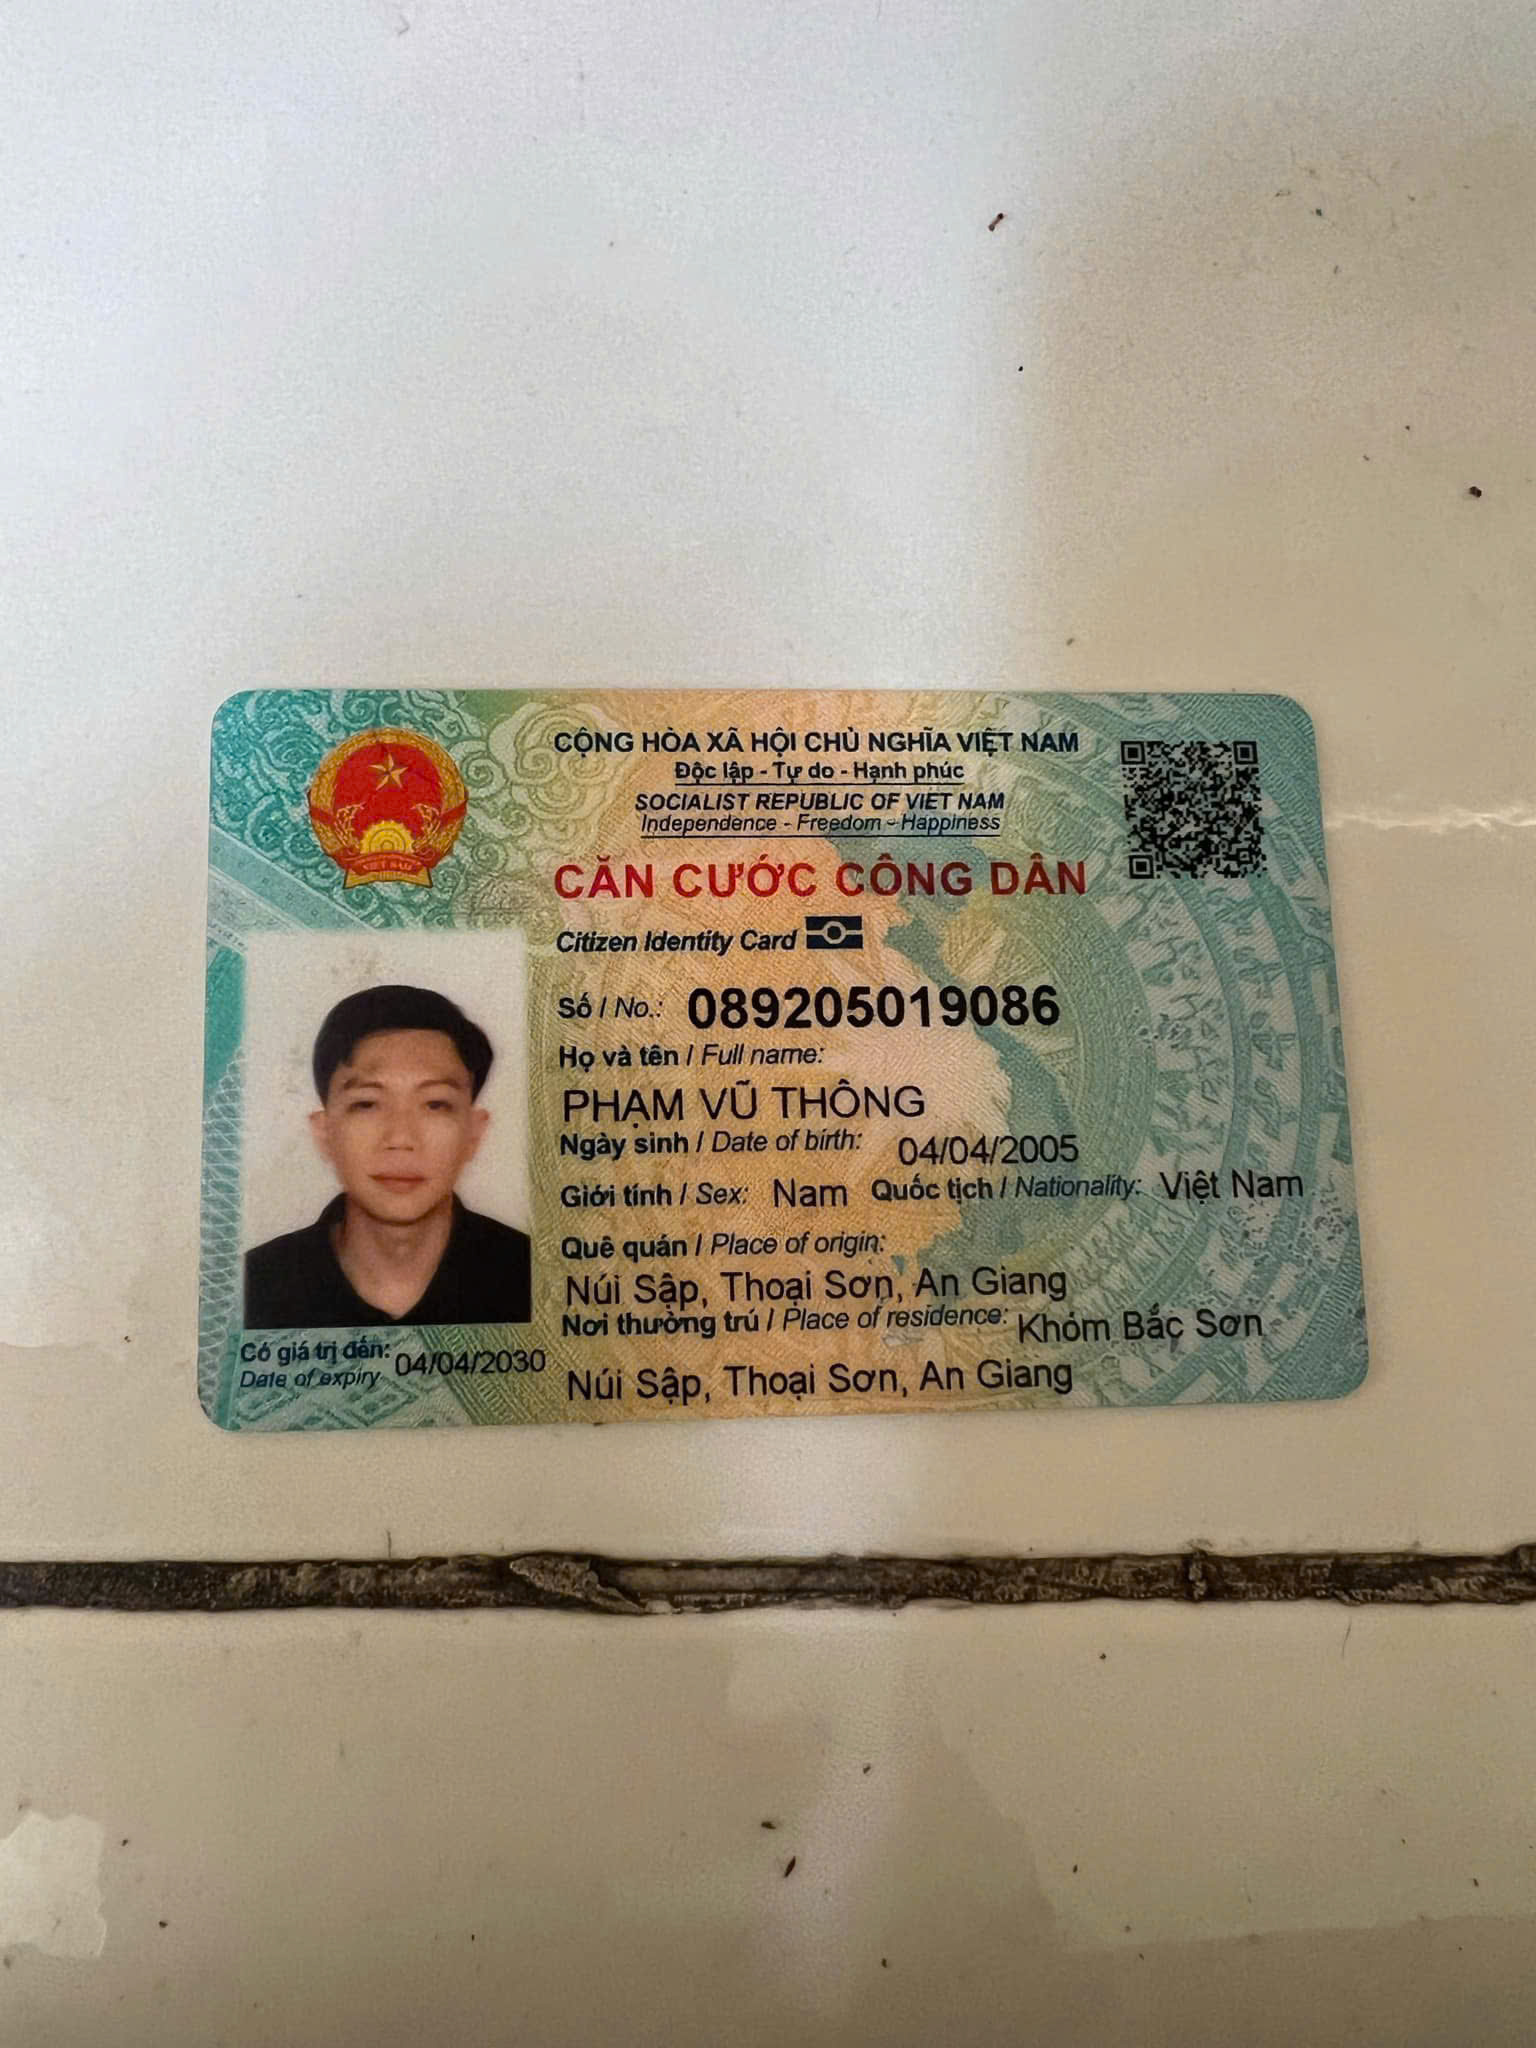 CỘNG HÒA XÃ HỘI CHỦ NGHĨA VIỆT NAM
Độc lập - Tự do - Hạnh phúc
SOCIALIST REPUBLIC OF VIET NAM
Independence - Freedom - Happiness
CĂN CƯỚC CÔNG DÂN
Citizen Identity Card
Số / No.: 089205019086
Họ và tên / Full name:
PHẠM VŨ THÔNG
Ngày sinh / Date of birth: 04/04/2005
Giới tính / Sex: Nam Quốc tịch / Nationality: Việt Nam
Quê quán / Place of origin:
Núi Sập, Thoại Sơn, An Giang
Nơi thường trú / Place of residence: Khóm Bắc Sơn
Núi Sập, Thoại Sơn, An Giang
Có giá trị đến: 04/04/2030
Date of expiry
VIỆT NAM